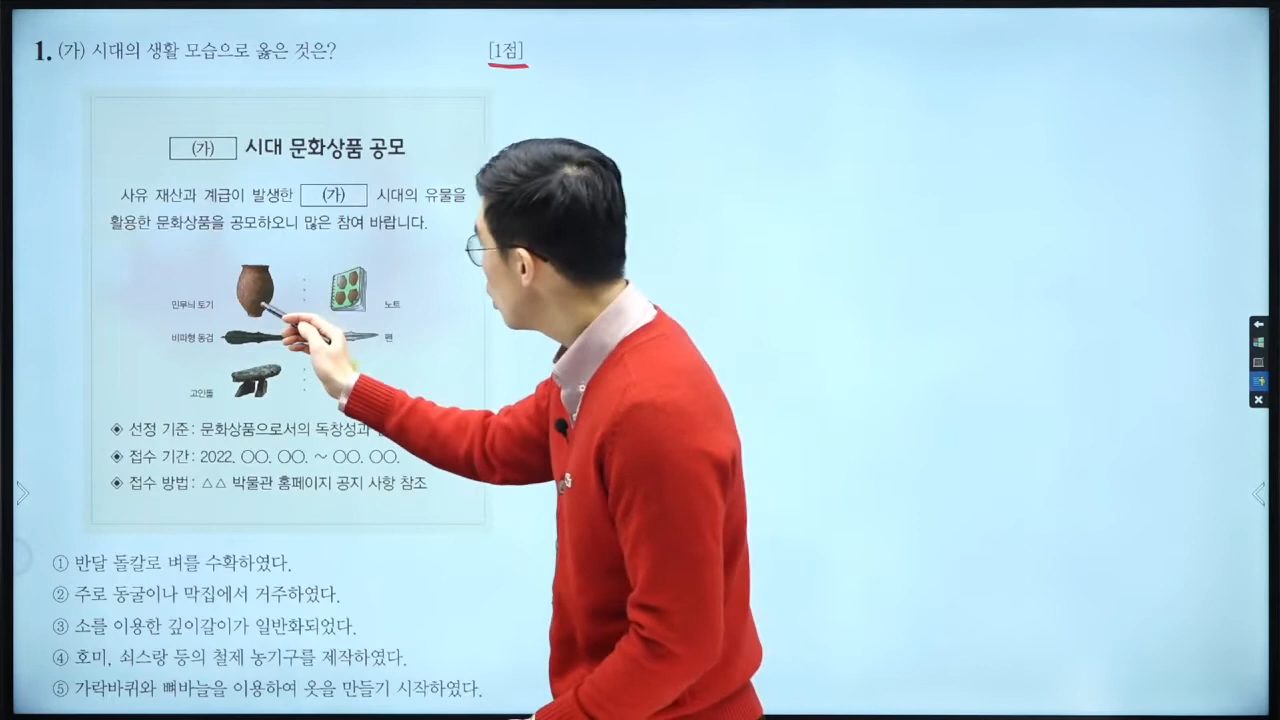 1. (가) 시대의 생활 모습으로 옳은 것은? [1점]
(가) 시대 문화상품 공모
사유 재산과 계급이 발생한 (가) 시대의 유물을
활용한 문화상품을 공모하오니 많은 참여 바랍니다.
민무늬 토기 노트
비파형 동검 펜
고인돌
◈ 선정 기준: 문화상품으로서의 독창성과
◈ 접수 기간: 2022. ○○. ○○. ~ ○○. ○○.
◈ 접수 방법: △△ 박물관 홈페이지 공지 사항 참조
① 반달 돌칼로 벼를 수확하였다.
② 주로 동굴이나 막집에서 거주하였다.
③ 소를 이용한 깊이갈이가 일반화되었다.
④ 호미, 쇠스랑 등의 철제 농기구를 제작하였다.
⑤ 가락바퀴와 뼈바늘을 이용하여 옷을 만들기 시작하였다.